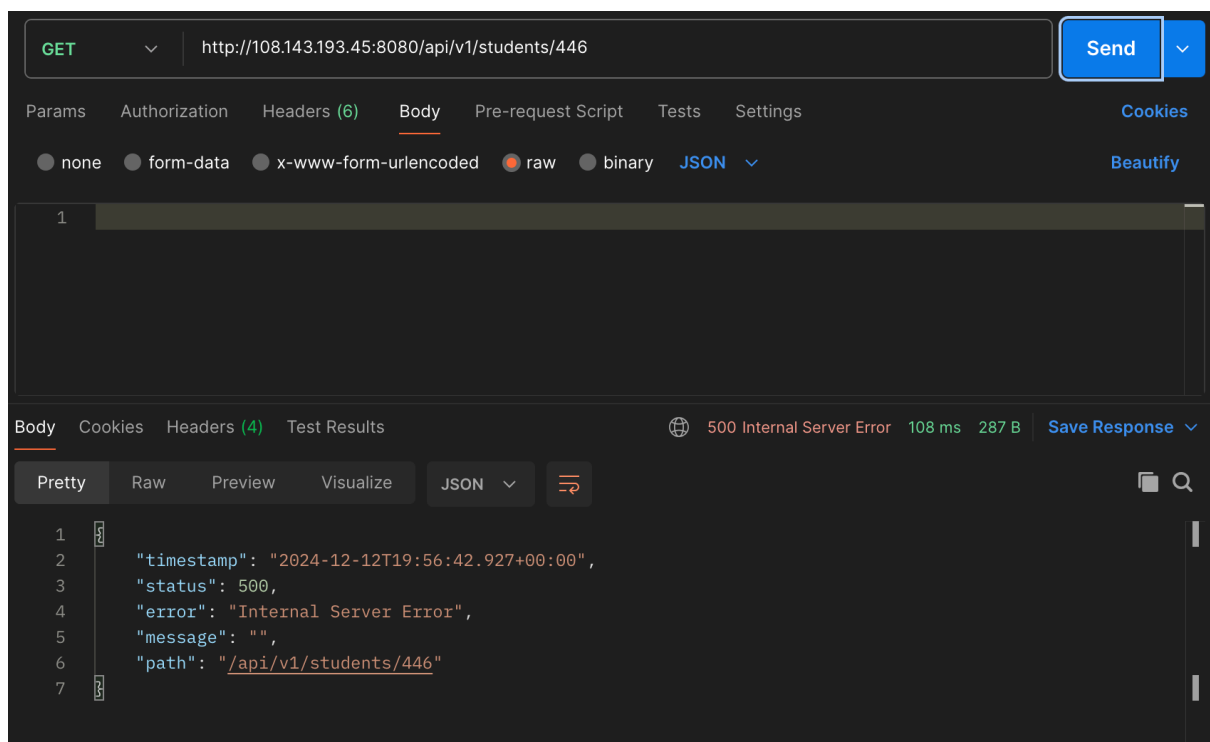 GET http://108.143.193.45:8080/api/v1/students/446 Send
Params Authorization Headers (6) Body Pre-request Script Tests Settings Cookies
none form-data x-www-form-urlencoded raw binary JSON Beautify
1
Body Cookies Headers (4) Test Results 500 Internal Server Error 108 ms 287 B Save Response
Pretty Raw Preview Visualize JSON
1 {
2 "timestamp": "2024-12-12T19:56:42.927+00:00",
3 "status": 500,
4 "error": "Internal Server Error",
5 "message": "",
6 "path": "/api/v1/students/446"
7 }